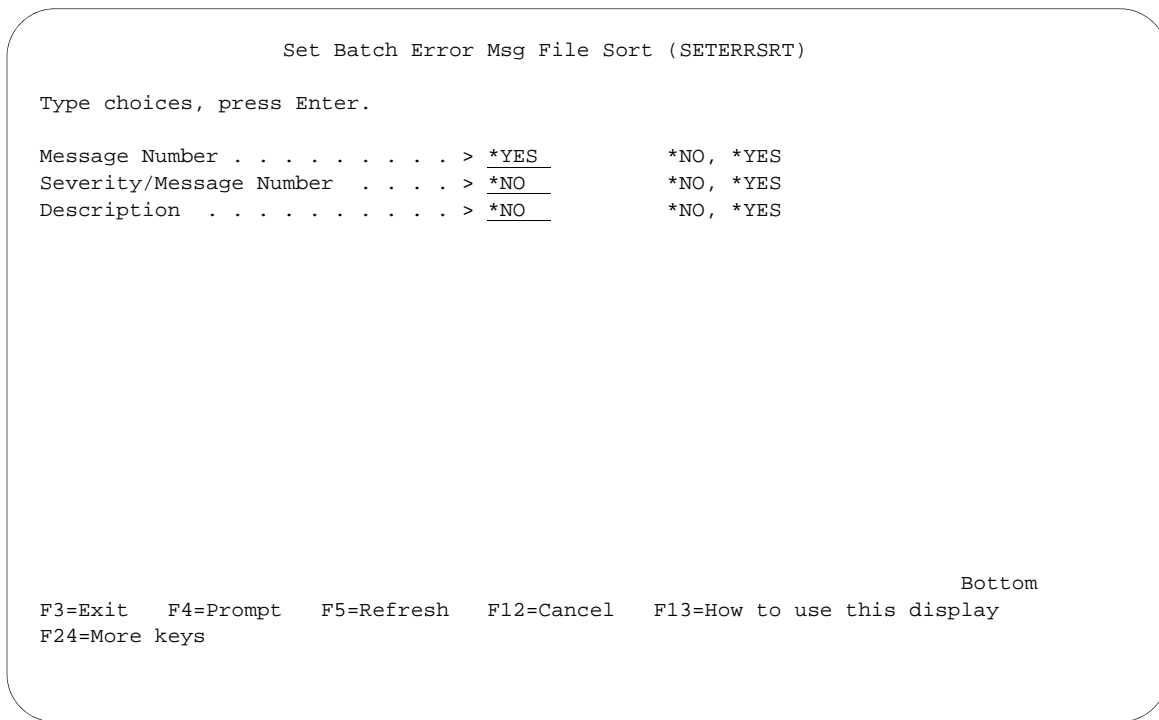 Set Batch Error Msg File Sort (SETERRSRT)
Type choices, press Enter.
Message Number . . . . . . . . . > *YES *NO, *YES
Severity/Message Number . . . . > *NO *NO, *YES
Description . . . . . . . . . . > *NO *NO, *YES
Bottom
F3=Exit F4=Prompt F5=Refresh F12=Cancel F13=How to use this display
F24=More keys